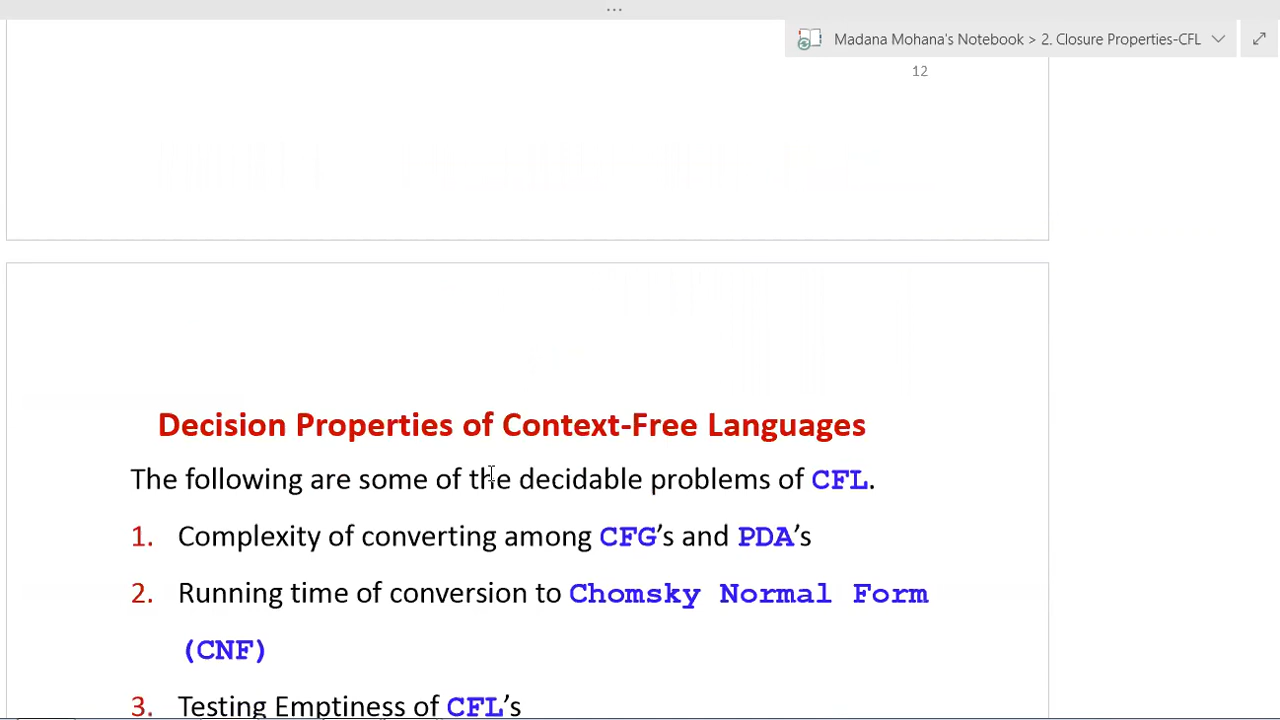 ...
Madana Mohana's Notebook > 2. Closure Properties-CFL
12
Decision Properties of Context-Free Languages
The following are some of the decidable problems of CFL.
1. Complexity of converting among CFG’s and PDA’s
2. Running time of conversion to Chomsky Normal Form
(CNF)
3. Testing Emptiness of CFL’s